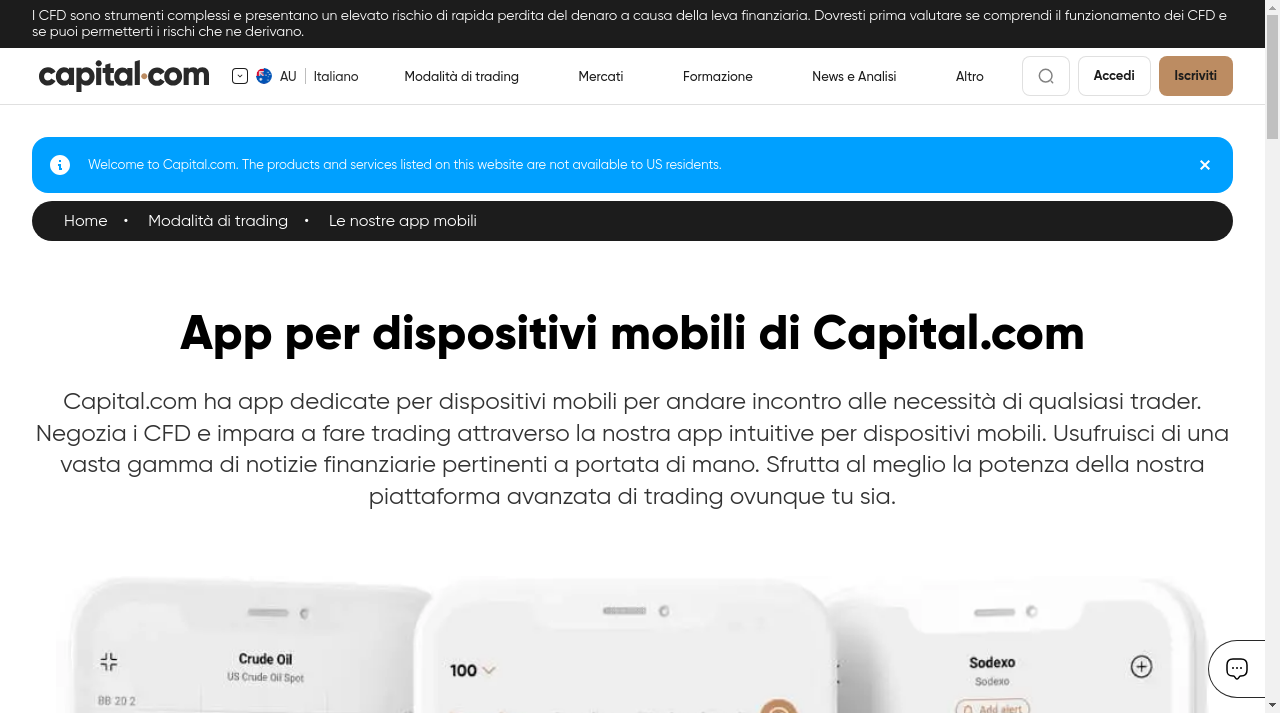 I CFD sono strumenti complessi e presentano un elevato rischio di rapida perdita del denaro a causa della leva finanziaria. Dovresti prima valutare se comprendi il funzionamento dei CFD e
se puoi permetterti i rischi che ne derivano.
capital.com
AU
Italiano
Modalità di trading
Mercati
Formazione
News e Analisi
Altro
Accedi
Iscriviti
Welcome to Capital.com. The products and services listed on this website are not available to US residents.
Home • Modalità di trading • Le nostre app mobili
App per dispositivi mobili di Capital.com
Capital.com ha app dedicate per dispositivi mobili per andare incontro alle necessità di qualsiasi trader.
Negozia i CFD e impara a fare trading attraverso la nostra app intuitive per dispositivi mobili. Usufruisci di una
vasta gamma di notizie finanziarie pertinenti a portata di mano. Sfrutta al meglio la potenza della nostra
piattaforma avanzata di trading ovunque tu sia.
Crude Oil
US Crude Oil Spot
BB 20 2
100
Sodexo
Sodexo
Add alert